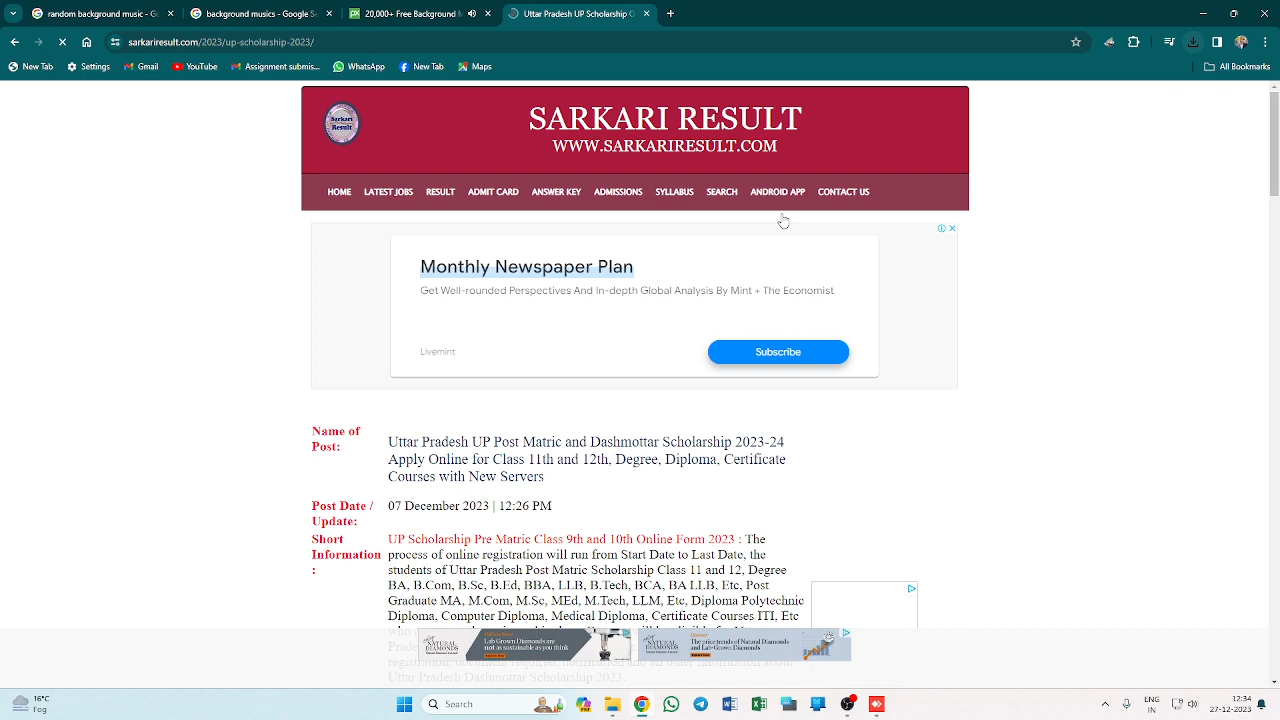 background music - G
background musics - Google S
20,000+ Free Background M
Uttar Pradesh UP Scholarship O
sarkariresult.com/2023/up-scholarship-2023/
New Tab
Settings
Gmail
YouTube
Assignment submis...
WhatsApp
New Tab
Maps
All Bookmarks
Sarkari
Result
SARKARI RESULT
WWW.SARKARIRESULT.COM
HOME LATEST JOBS RESULT ADMIT CARD ANSWER KEY ADMISSIONS SYLLABUS SEARCH ANDROID APP CONTACT US
Monthly Newspaper Plan
Get Well-rounded Perspectives And In-depth Global Analysis By Mint + The Economist
Livemint
Subscribe
Name of
Post:
Uttar Pradesh UP Post Matric and Dashmottar Scholarship 2023-24
Apply Online for Class 11th and 12th, Degree, Diploma, Certificate
Courses with New Servers
Post Date /
Update:
07 December 2023 | 12:26 PM
Short
Information
:
UP Scholarship Pre Matric Class 9th and 10th Online Form 2023 : The
process of online registration will run from Start Date to Last Date, the
students of Uttar Pradesh Post Matric Scholarship Class 11 and 12, Degree
BA, B.Com, B.Sc, B.Ed, BBA, LLB, B.Tech, BCA, BA LLB, Etc, Post
Graduate MA, M.Com, M.Sc, MEd, M.Tech, LLM, Etc, Diploma Polytechnic
Diploma, Computer Diploma, Medical Diploma, Certificate Courses ITI, Etc
Uttar Pradesh Dashmottar Scholarship 2023.
NATURAL
DIAMONDS
Lab Grown Diamonds are
not as sustainable as you think
NATURAL
DIAMONDS
The price trends of Natural Diamonds
and Lab-Grown Diamonds
16°C
Fog
Search
ENG
IN
12:34
27-12-2023